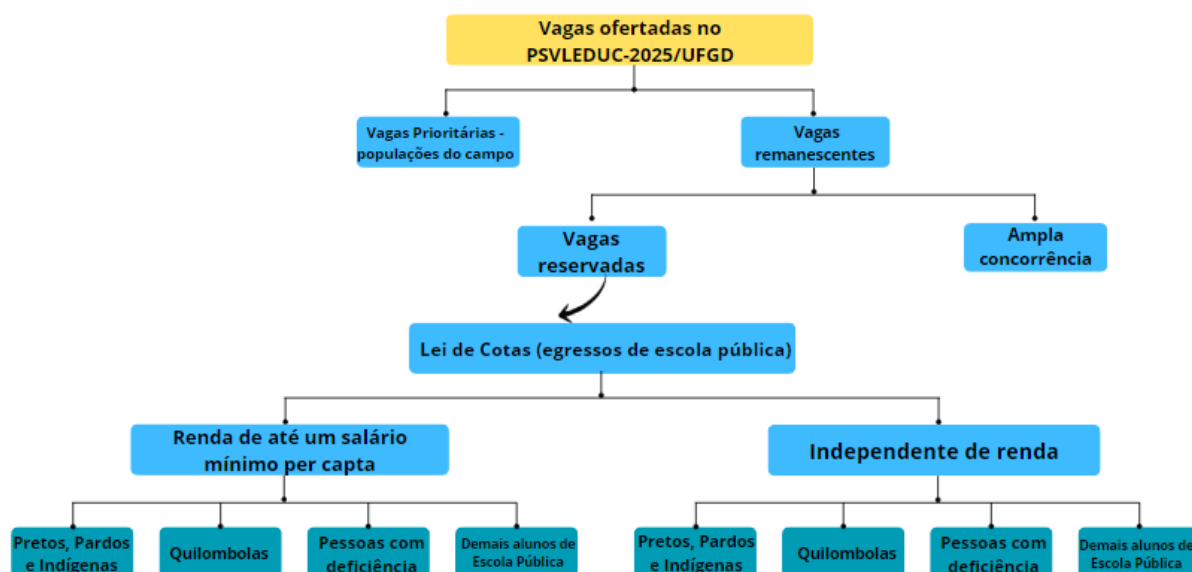 Vagas ofertadas no
PSVLEDUC-2025/UFGD
Vagas Prioritárias -
populações do campo
Vagas
remanescentes
Vagas
reservadas
Ampla
concorrência
Lei de Cotas (egressos de escola pública)
Renda de até um salário
mínimo per capta
Independente de renda
Pretos, Pardos
e Indígenas
Quilombolas
Pessoas com
deficiência
Demais alunos de
Escola Pública
Pretos, Pardos
e Indígenas
Quilombolas
Pessoas com
deficiência
Demais alunos de
Escola Pública